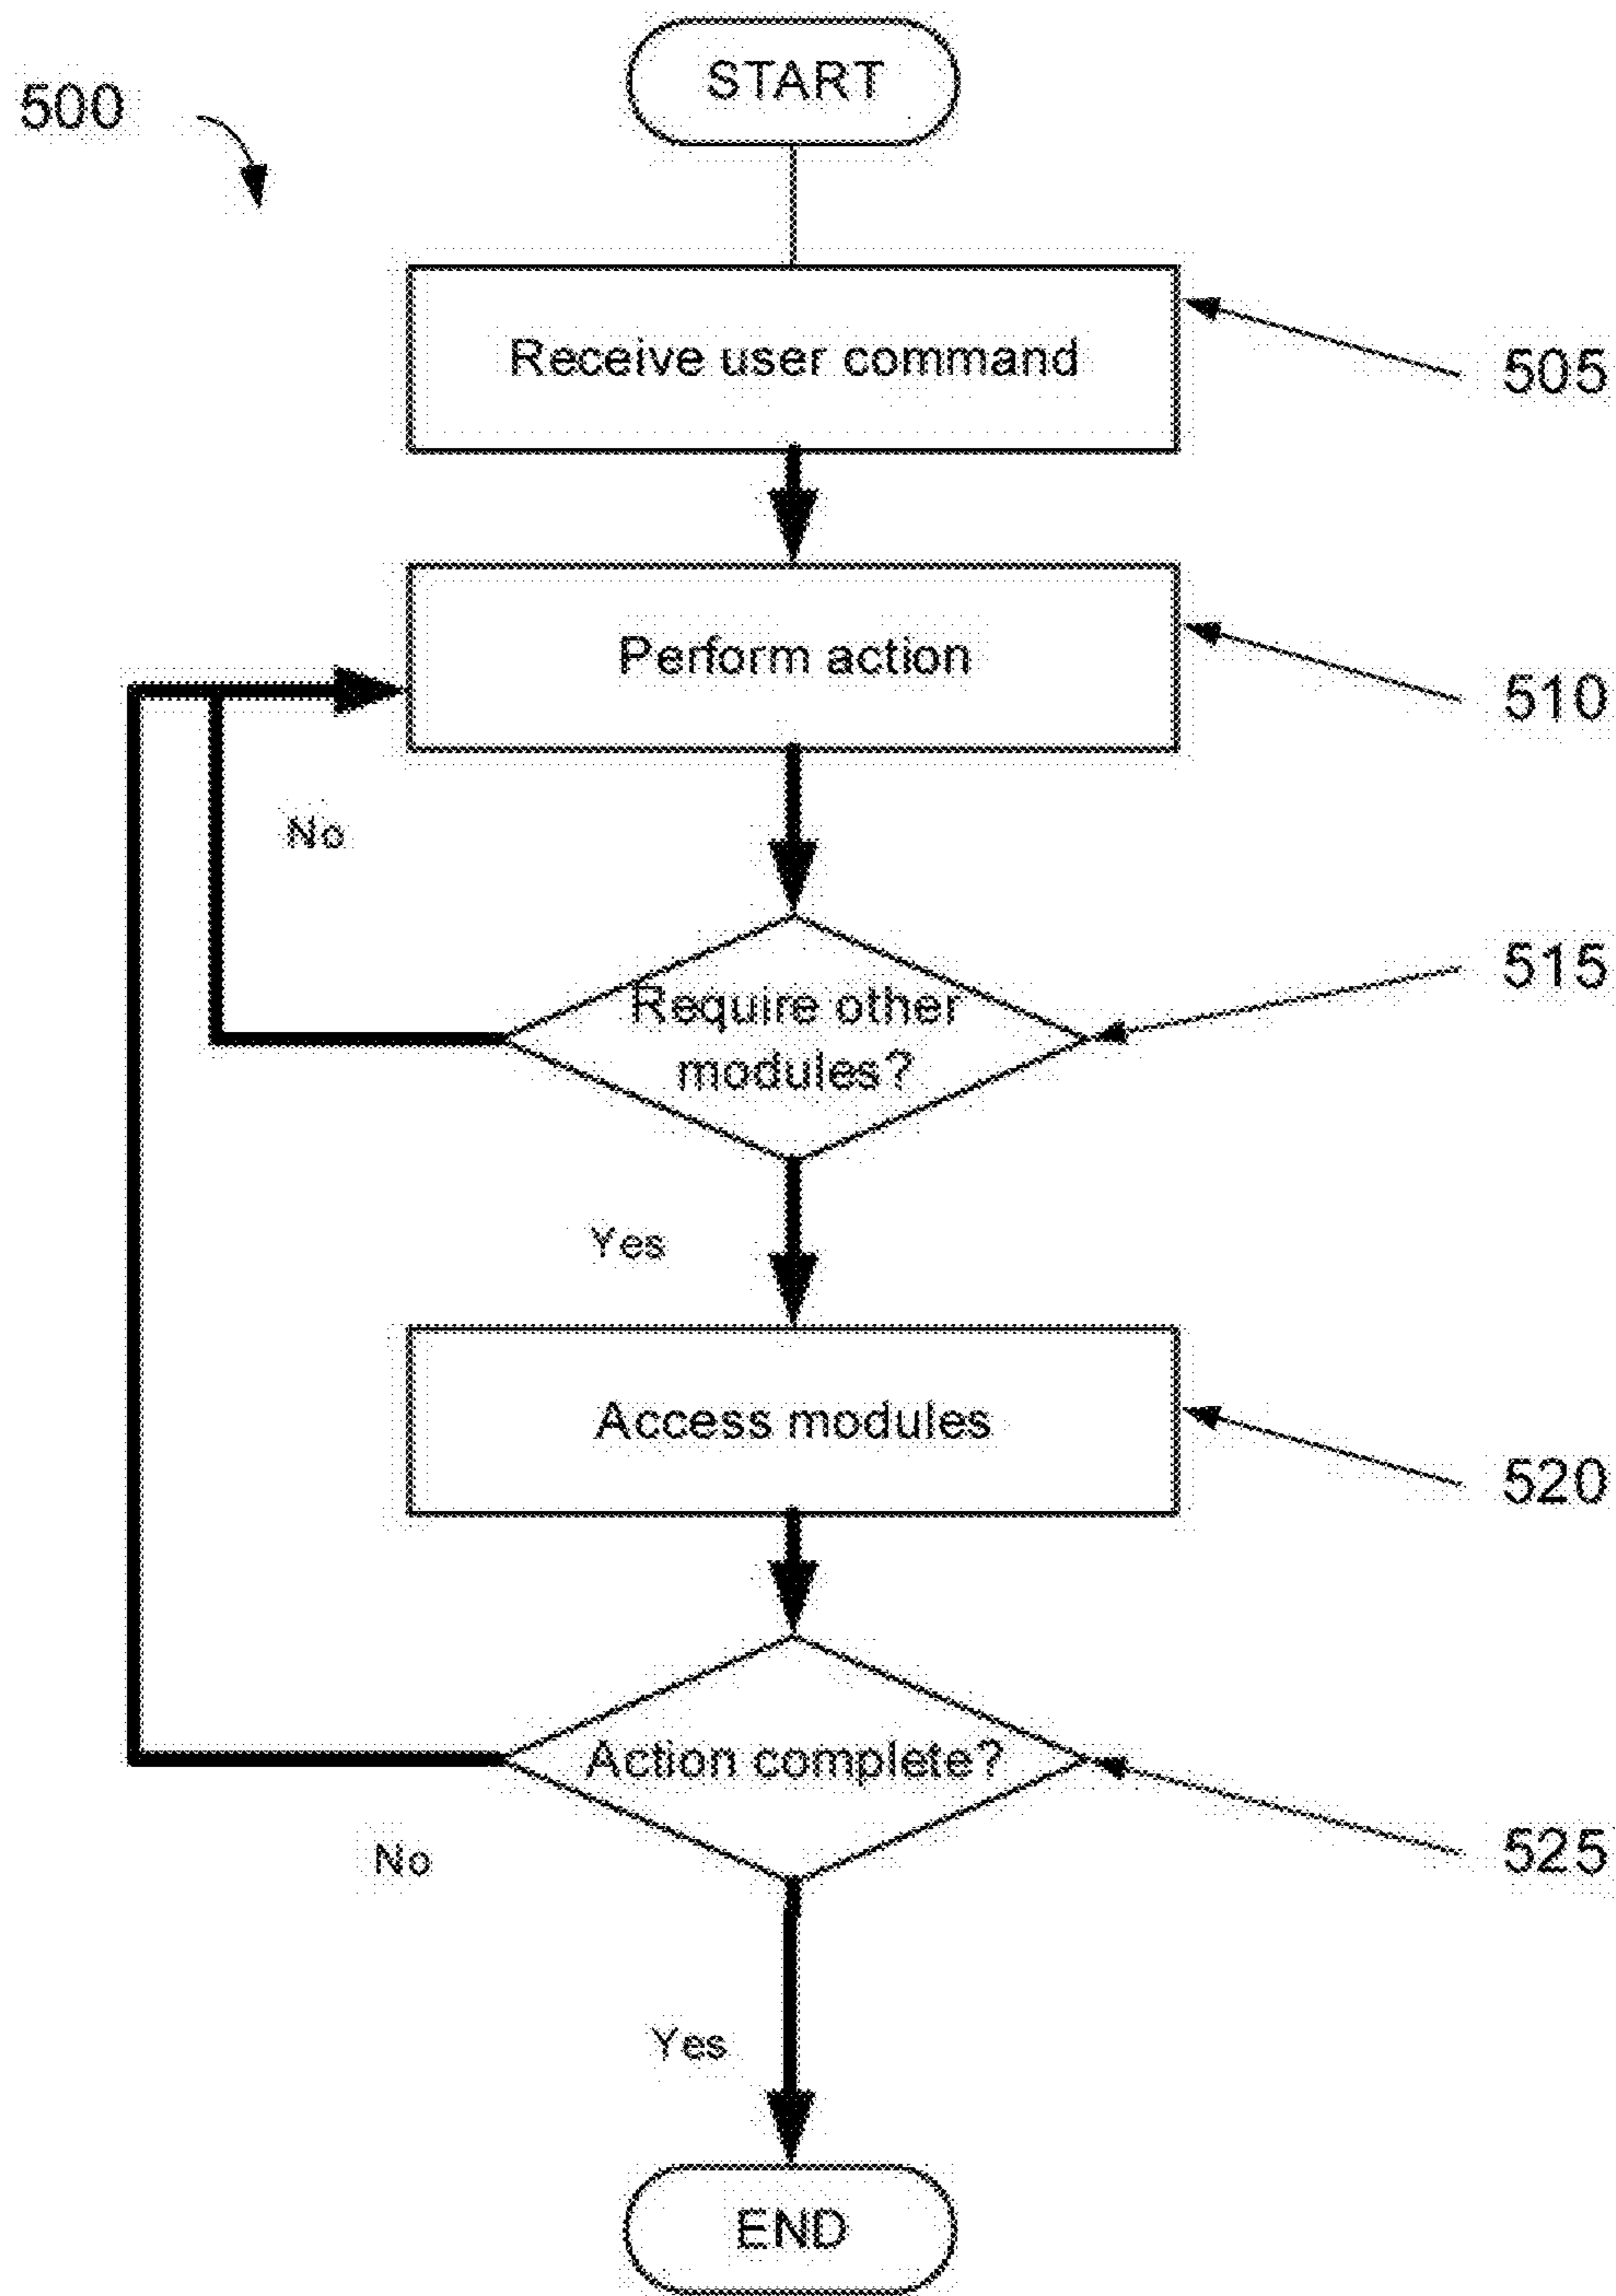 START
500
Receive user command
505
Perform action
510
No
Require other
modules?
515
Yes
Access modules
520
Action complete?
525
No
Yes
END